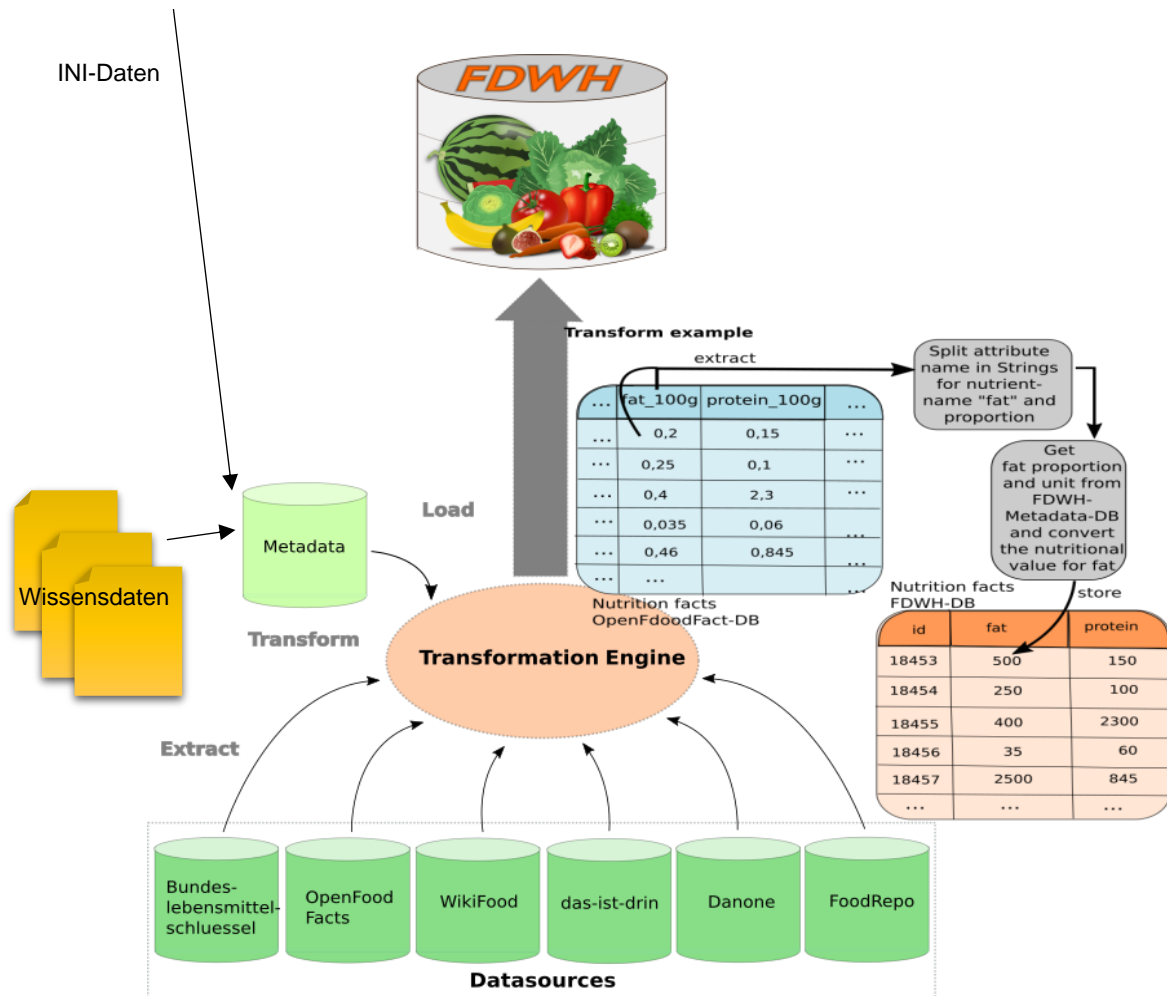 INI-Daten
FDWH
Transform example
extract
Split attribute
name in Strings
for nutrient-
name "fat" and
proportion
... fat_100g protein_100g ...
... 0,2 0,15 ...
... 0,25 0,1 ...
... 0,4 2,3 ...
... 0,035 0,06 ...
... 0,46 0,845 ...
... ... ...
Get
fat proportion
and unit from
FDWH-
Metadata-DB
and convert
the nutritional
value for fat
Load
Metadata
Wissensdaten
Nutrition facts
OpenFdoodFact-DB
store
Nutrition facts
FDWH-DB
id fat protein
18453 500 150
18454 250 100
18455 400 2300
18456 35 60
18457 2500 845
... ... ...
Transform
Transformation Engine
Extract
Bundes-
lebensmittel-
schluessel
OpenFood
Facts
WikiFood
das-ist-drin
Danone
FoodRepo
Datasources